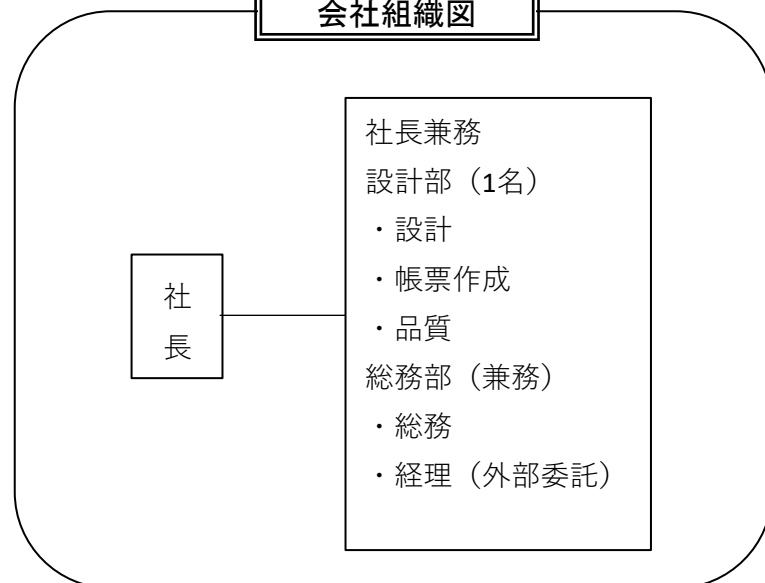 会社組織図
社長
社長兼務
設計部（1名）
・設計
・帳票作成
・品質
総務部（兼務）
・総務
・経理（外部委託）